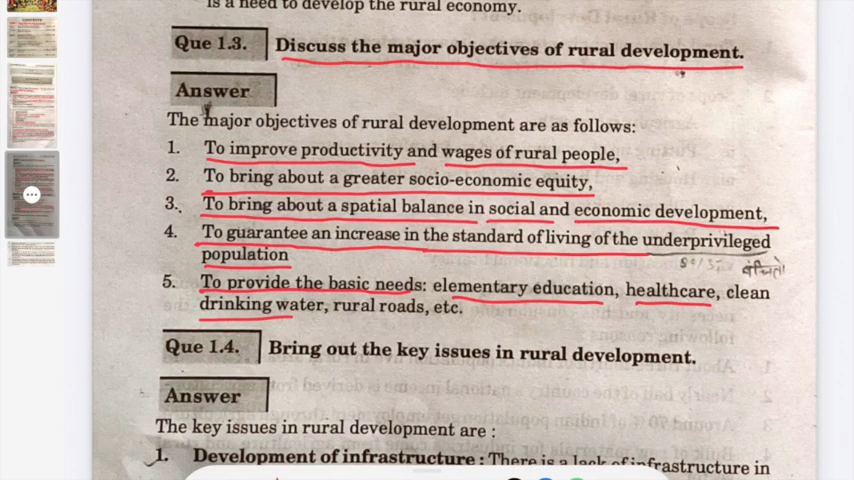 is a need to develop the rural economy.
Que 1.3. Discuss the major objectives of rural development.
Answer
The major objectives of rural development are as follows:
1. To improve productivity and wages of rural people,
2. To bring about a greater socio-economic equity,
3. To bring about a spatial balance in social and economic development,
4. To guarantee an increase in the standard of living of the underprivileged
population
5. To provide the basic needs: elementary education, healthcare, clean
drinking water, rural roads, etc.
Que 1.4. Bring out the key issues in rural development.
Answer
The key issues in rural development are :
1. Development of infrastructure : There is a lack of infrastructure in